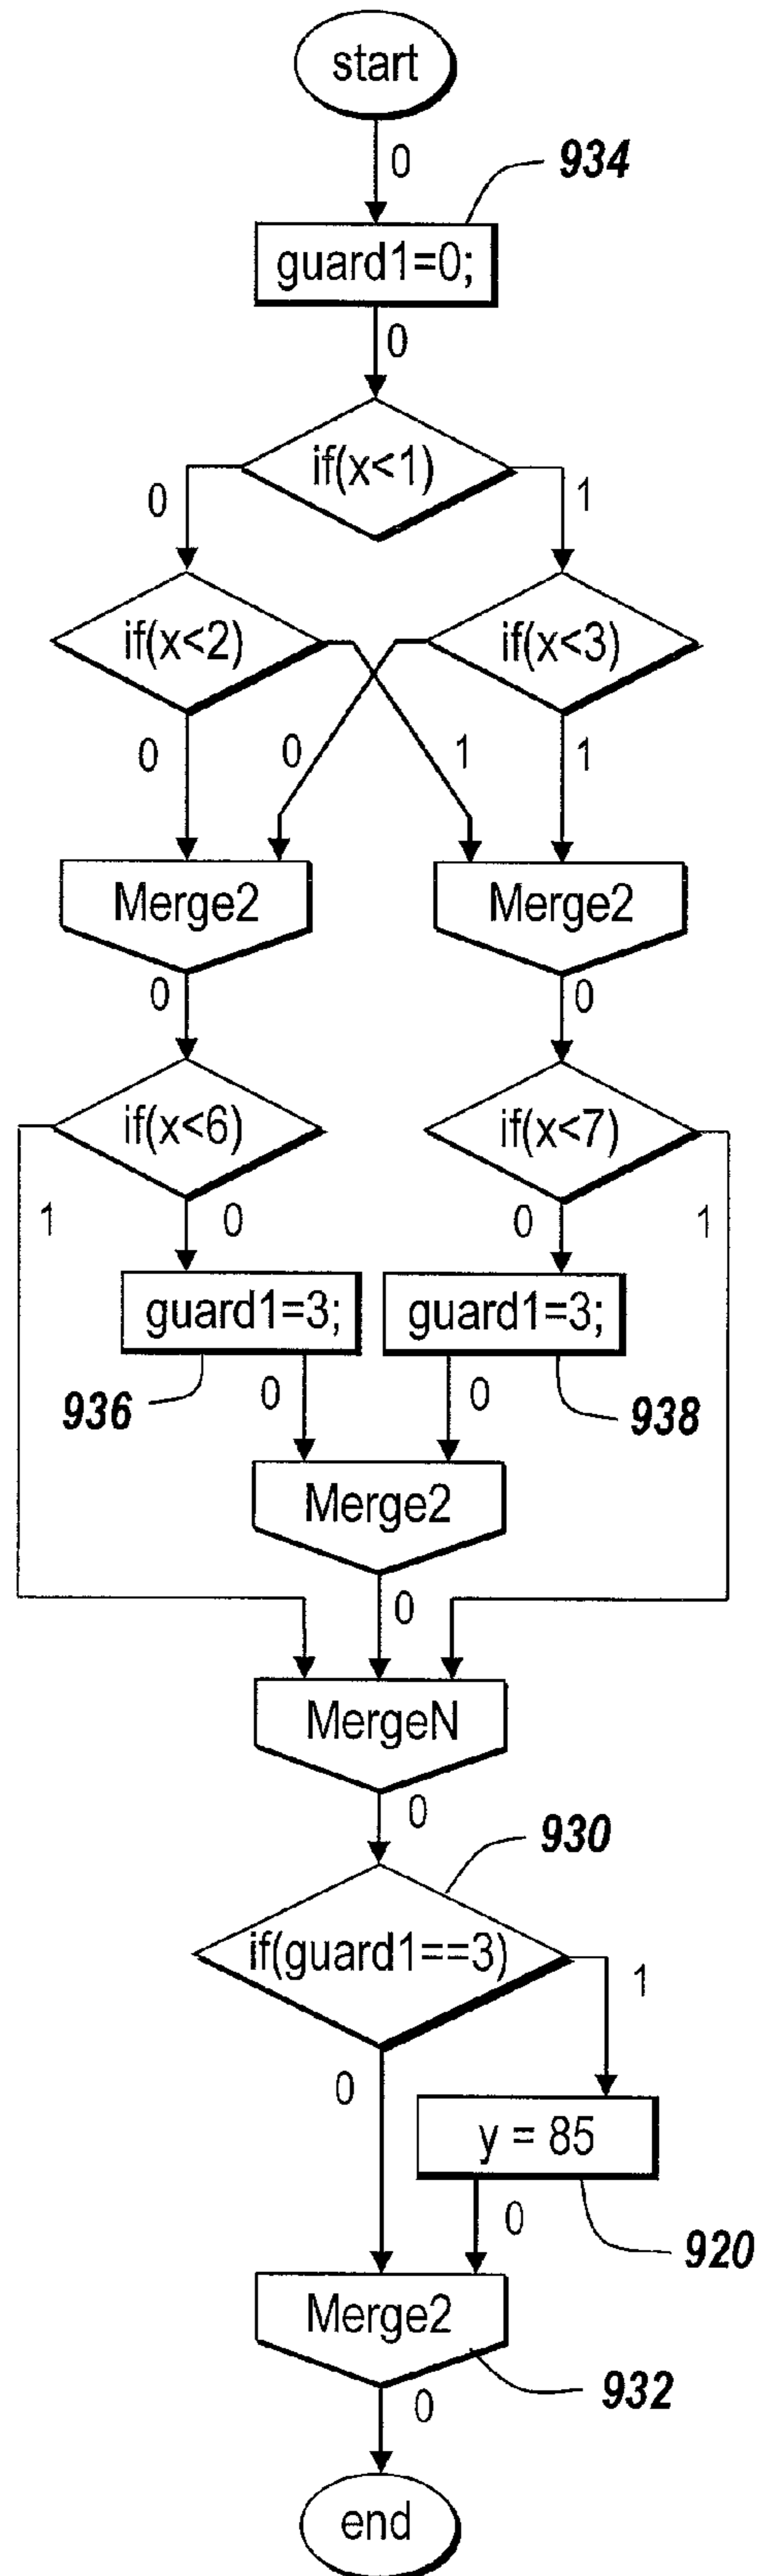 start
0
934
guard1=0;
0
if(x<1)
0
1
if(x<2)
if(x<3)
0
0
1
1
Merge2
Merge2
0
0
if(x<6)
if(x<7)
1
0
0
1
guard1=3;
guard1=3;
936
0
0
938
Merge2
0
MergeN
0
930
if(guard1==3)
1
0
y = 85
0
920
Merge2
932
0
end